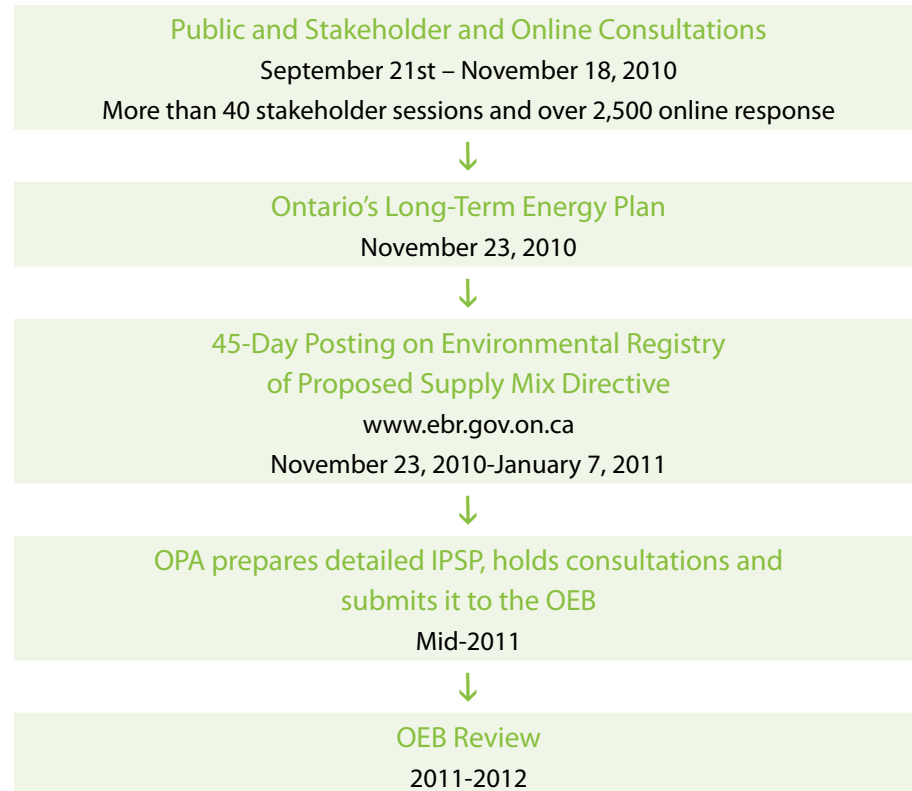 Public and Stakeholder and Online Consultations
September 21st – November 18, 2010
More than 40 stakeholder sessions and over 2,500 online response
↓
Ontario's Long-Term Energy Plan
November 23, 2010
↓
45-Day Posting on Environmental Registry
of Proposed Supply Mix Directive
www.ebr.gov.on.ca
November 23, 2010-January 7, 2011
↓
OPA prepares detailed IPSP, holds consultations and
submits it to the OEB
Mid-2011
↓
OEB Review
2011-2012